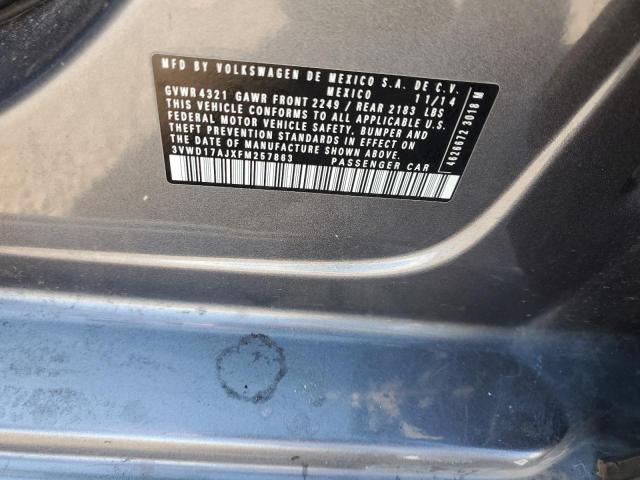 MFD BY VOLKSWAGEN DE MEXICO S.A. DE C.V.
MEXICO 11/14
GVWR 4321 GAWR FRONT 2249 / REAR 2183 LBS
THIS VEHICLE CONFORMS TO ALL APPLICABLE U.S.
FEDERAL MOTOR VEHICLE SAFETY, BUMPER AND
THEFT PREVENTION STANDARDS IN EFFECT ON
THE DATE OF MANUFACTURE SHOWN ABOVE.
3VWD17AJXFM257863 PASSENGER CAR
4626672 3018 M